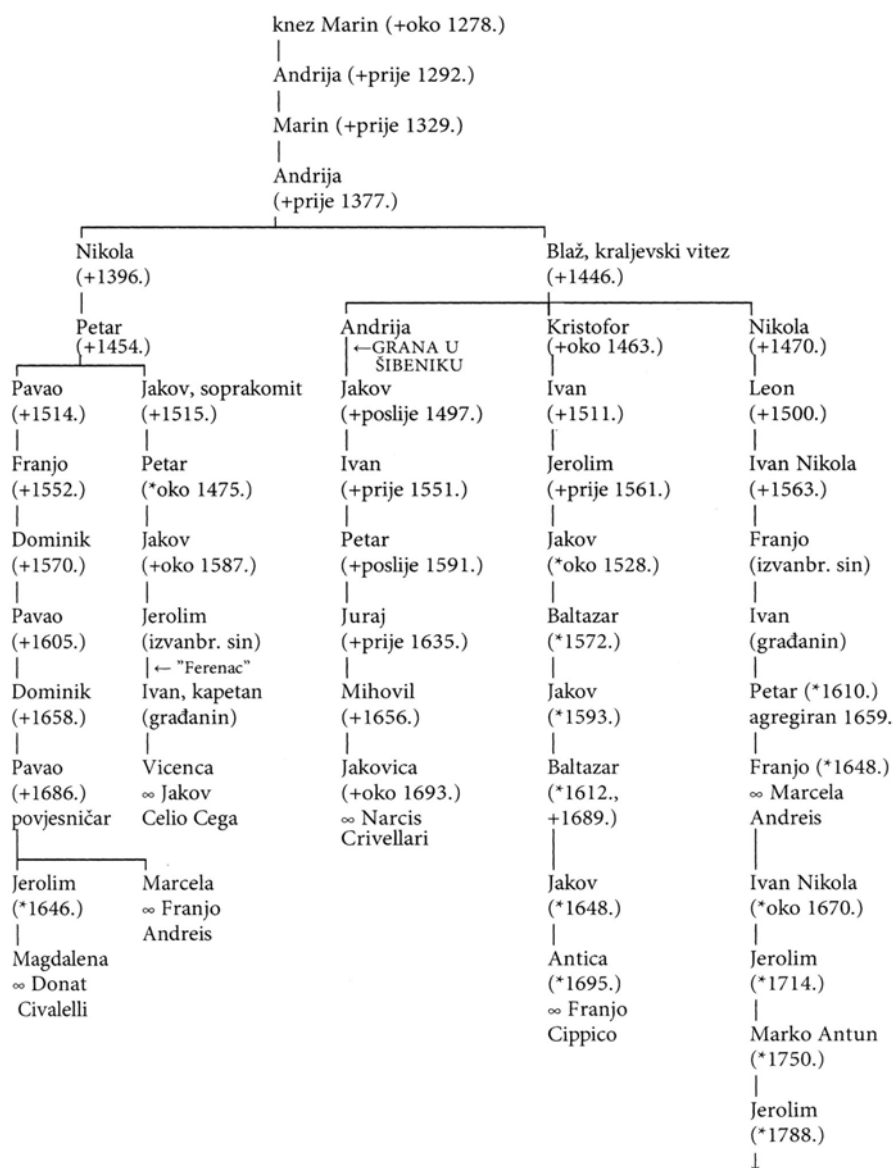 knez Marin (+oko 1278.)
Andrija (+prije 1292.)
Marin (+prije 1329.)
Andrija
(+prije 1377.)
Nikola
(+1396.)
Blaž, kraljevski vitez
(+1446.)
Petar
(+1454.)
Andrija
←GRANA U
ŠIBENIKU
Kristofor
(+oko 1463.)
Nikola
(+1470.)
Pavao
(+1514.)
Jakov, soprakomit
(+1515.)
Jakov
(+poslije 1497.)
Ivan
(+1511.)
Leon
(+1500.)
Franjo
(+1552.)
Petar
(*oko 1475.)
Ivan
(+prije 1551.)
Jerolim
(+prije 1561.)
Ivan Nikola
(+1563.)
Dominik
(+1570.)
Jakov
(+oko 1587.)
Petar
(+poslije 1591.)
Jakov
(*oko 1528.)
Franjo
(izvanbr. sin)
Pavao
(+1605.)
Jerolim
(izvanbr. sin)
← "Ferenac"
Juraj
(+prije 1635.)
Baltazar
(*1572.)
Ivan
(građanin)
Dominik
(+1658.)
Ivan, kapetan
(građanin)
Mihovil
(+1656.)
Jakov
(*1593.)
Petar (*1610.)
agregiran 1659.
Pavao
(+1686.)
povjesničar
Vicenca
∞ Jakov
Celio Cega
Jakovica
(+oko 1693.)
∞ Narcis
Crivellari
Baltazar
(*1612.,
+1689.)
Franjo (*1648.)
∞ Marcela
Andreis
Jerolim
(*1646.)
Marcela
∞ Franjo
Andreis
Jakov
(*1648.)
Ivan Nikola
(*oko 1670.)
Magdalena
∞ Donat
Civalelli
Antica
(*1695.)
∞ Franjo
Cippico
Jerolim
(*1714.)
Marko Antun
(*1750.)
Jerolim
(*1788.)